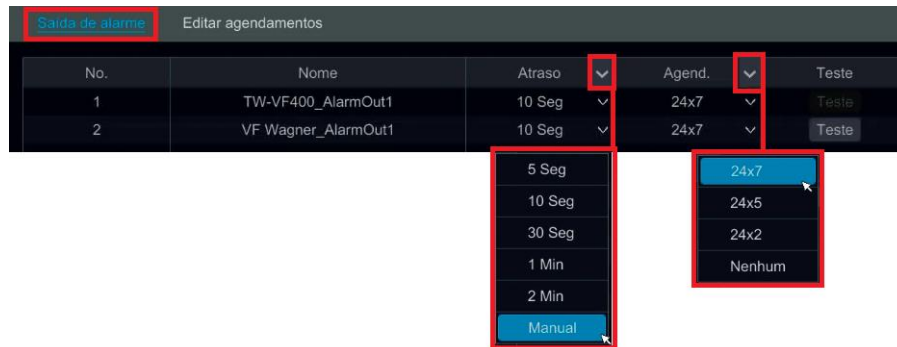 Saída de alarme Editar agendamentos
No. Nome Atraso Agend. Teste
1 TW-VF400_AlarmOut1 10 Seg 24x7 Teste
2 VF Wagner_AlarmOut1 10 Seg 24x7 Teste
5 Seg 24x7
10 Seg 24x5
30 Seg 24x2
1 Min Nenhum
2 Min
Manual